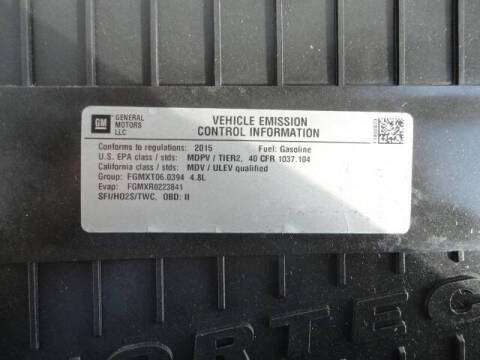 GM
GENERAL MOTORS LLC
VEHICLE EMISSION
CONTROL INFORMATION
Conforms to regulations: 2015 Fuel: Gasoline
U.S. EPA class / stds: MDPV / TIER2, 40 CFR 1037.104
California class / stds: MDV / ULEV qualified
Group: FGMXT06.0394 4.8L
Evap: FGMXR0223841
SFI/HO2S/TWC, OBD: II
ORTEC